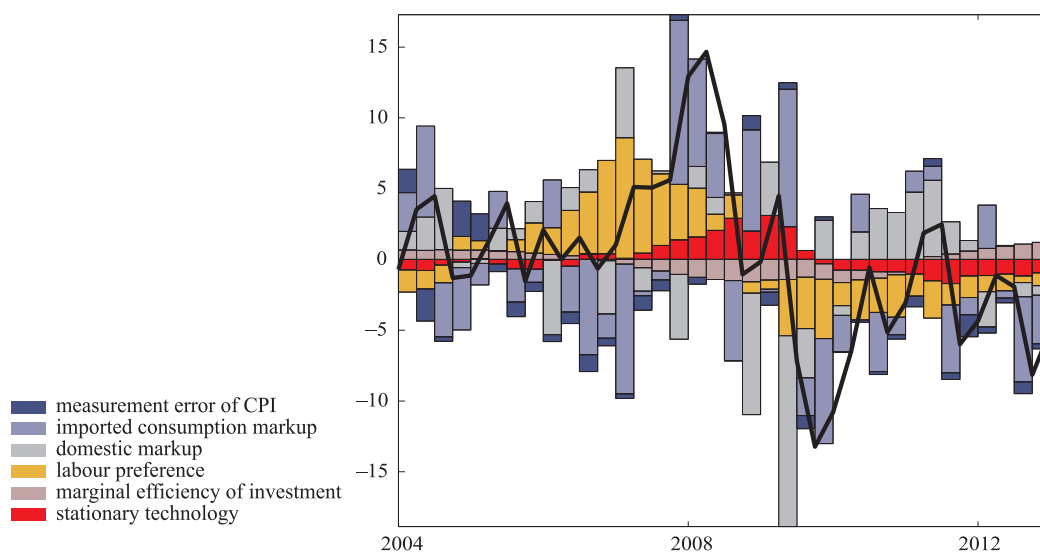 15
10
5
0
−5
−10
−15
2004
2008
2012
measurement error of CPI
imported consumption markup
domestic markup
labour preference
marginal efficiency of investment
stationary technology